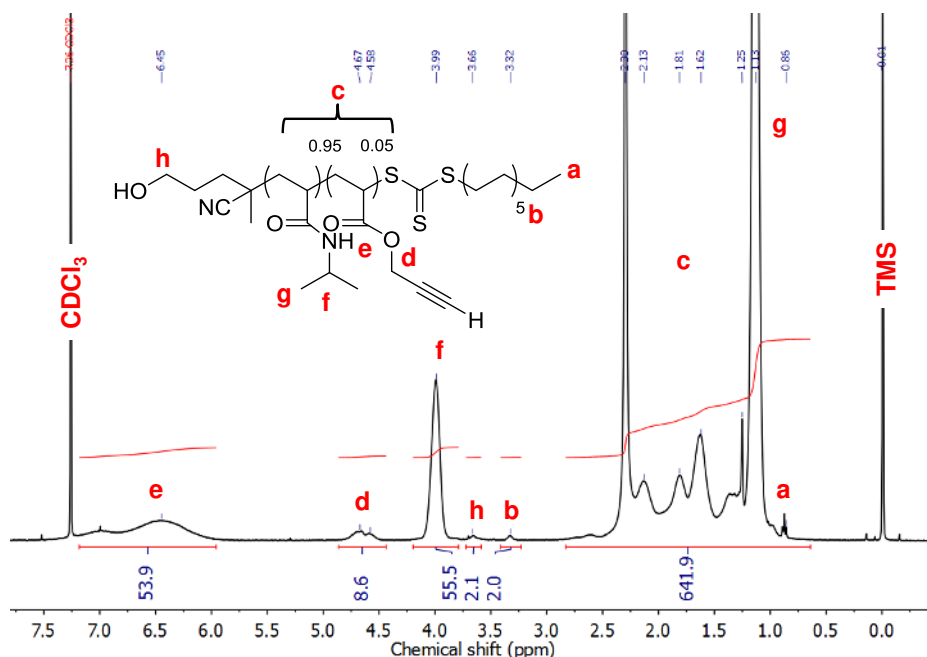 7.26 CDCl3
6.45
4.67
4.58
3.99
3.66
3.32
2.30
2.13
1.81
1.62
1.25
1.13
0.86
-0.01
c
0.95 0.05
h
HO
NC
O
NH
O
O
e
d
g
f
H
S
S
S
5
a
b
g
c
CDCl3
TMS
f
e
d
h
b
a
53.9
8.6
55.5
2.1
2.0
641.9
7.5 7.0 6.5 6.0 5.5 5.0 4.5 4.0 3.5 3.0 2.5 2.0 1.5 1.0 0.5 0.0
Chemical shift (ppm)